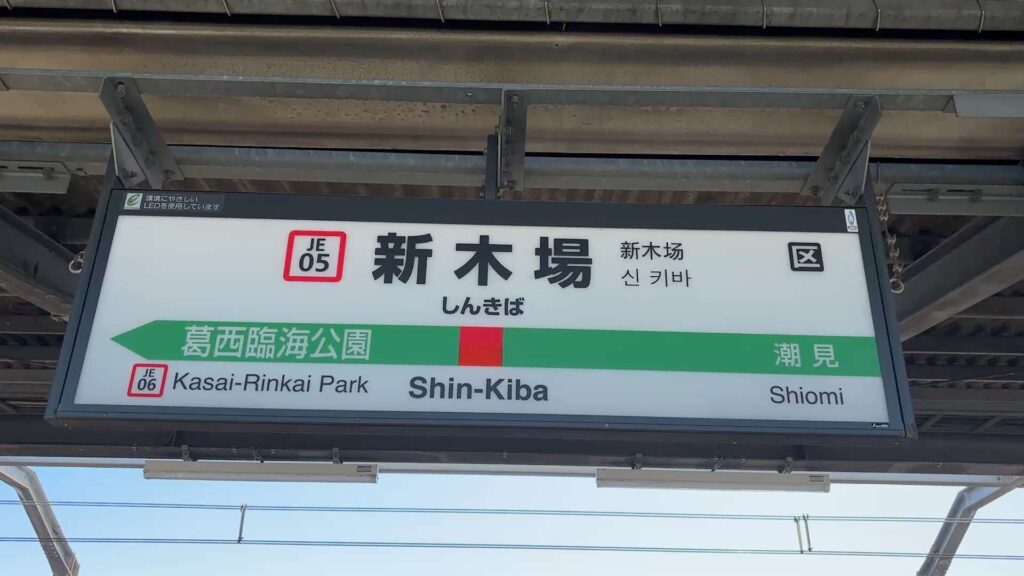 環境にやさしい
LEDを使用しています
JE
05
新木場
新木场
신 키바
区
しんきば
葛西臨海公園
潮見
JE
06
Kasai-Rinkai Park
Shin-Kiba
Shiomi